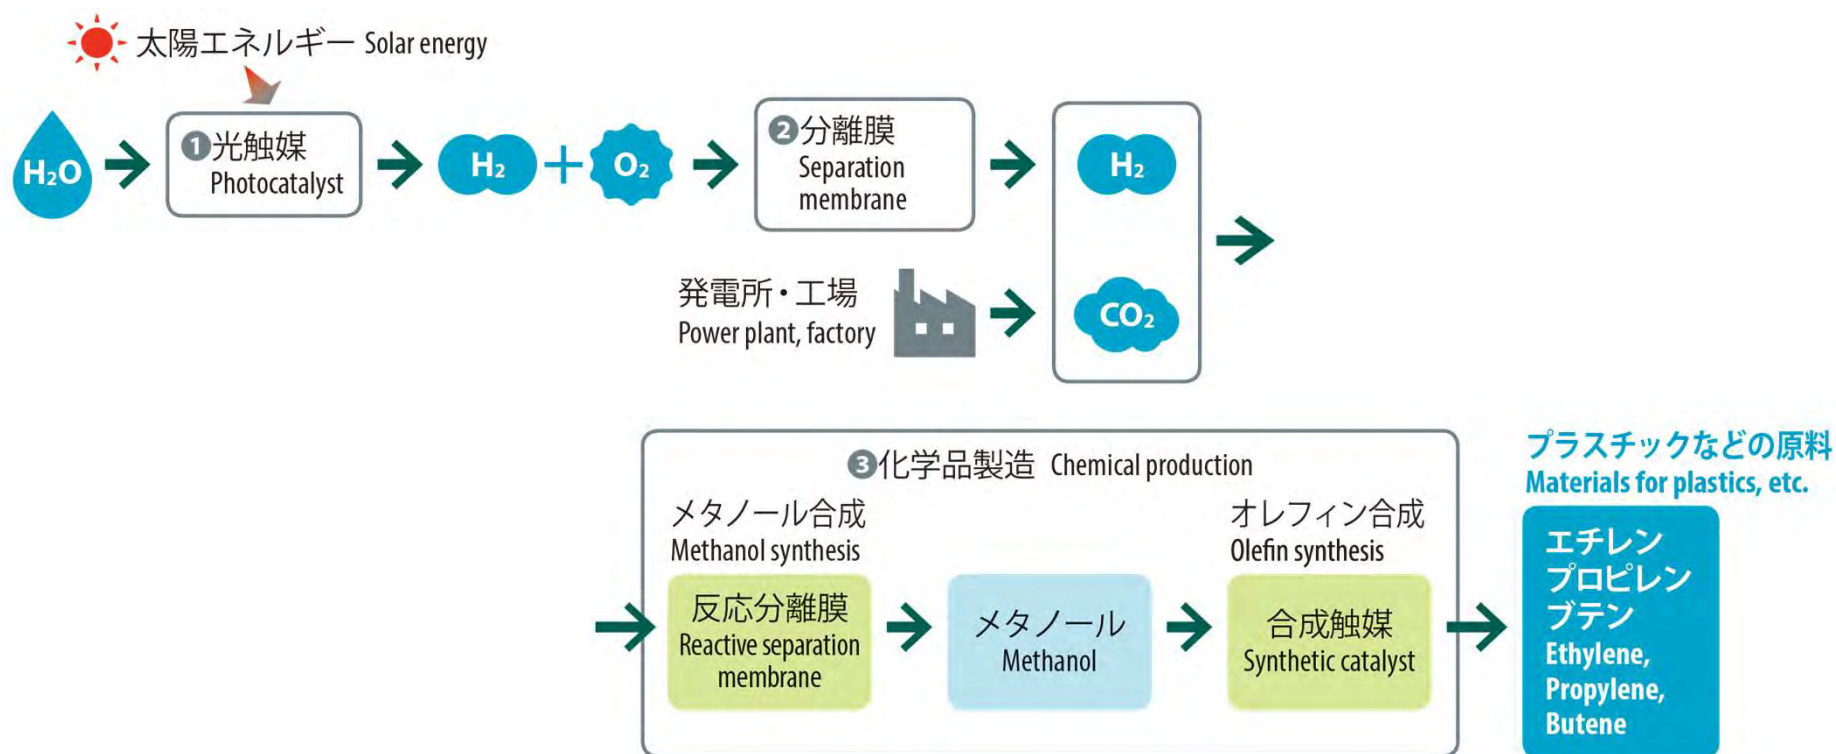 太陽エネルギー Solar energy
H₂O
❶光触媒
Photocatalyst
H₂
+
O₂
❷分離膜
Separation
membrane
H₂
発電所・工場
Power plant, factory
CO₂
❸化学品製造 Chemical production
メタノール合成
Methanol synthesis
反応分離膜
Reactive separation
membrane
メタノール
Methanol
オレフィン合成
Olefin synthesis
合成触媒
Synthetic catalyst
プラスチックなどの原料
Materials for plastics, etc.
エチレン
プロピレン
ブテン
Ethylene,
Propylene,
Butene